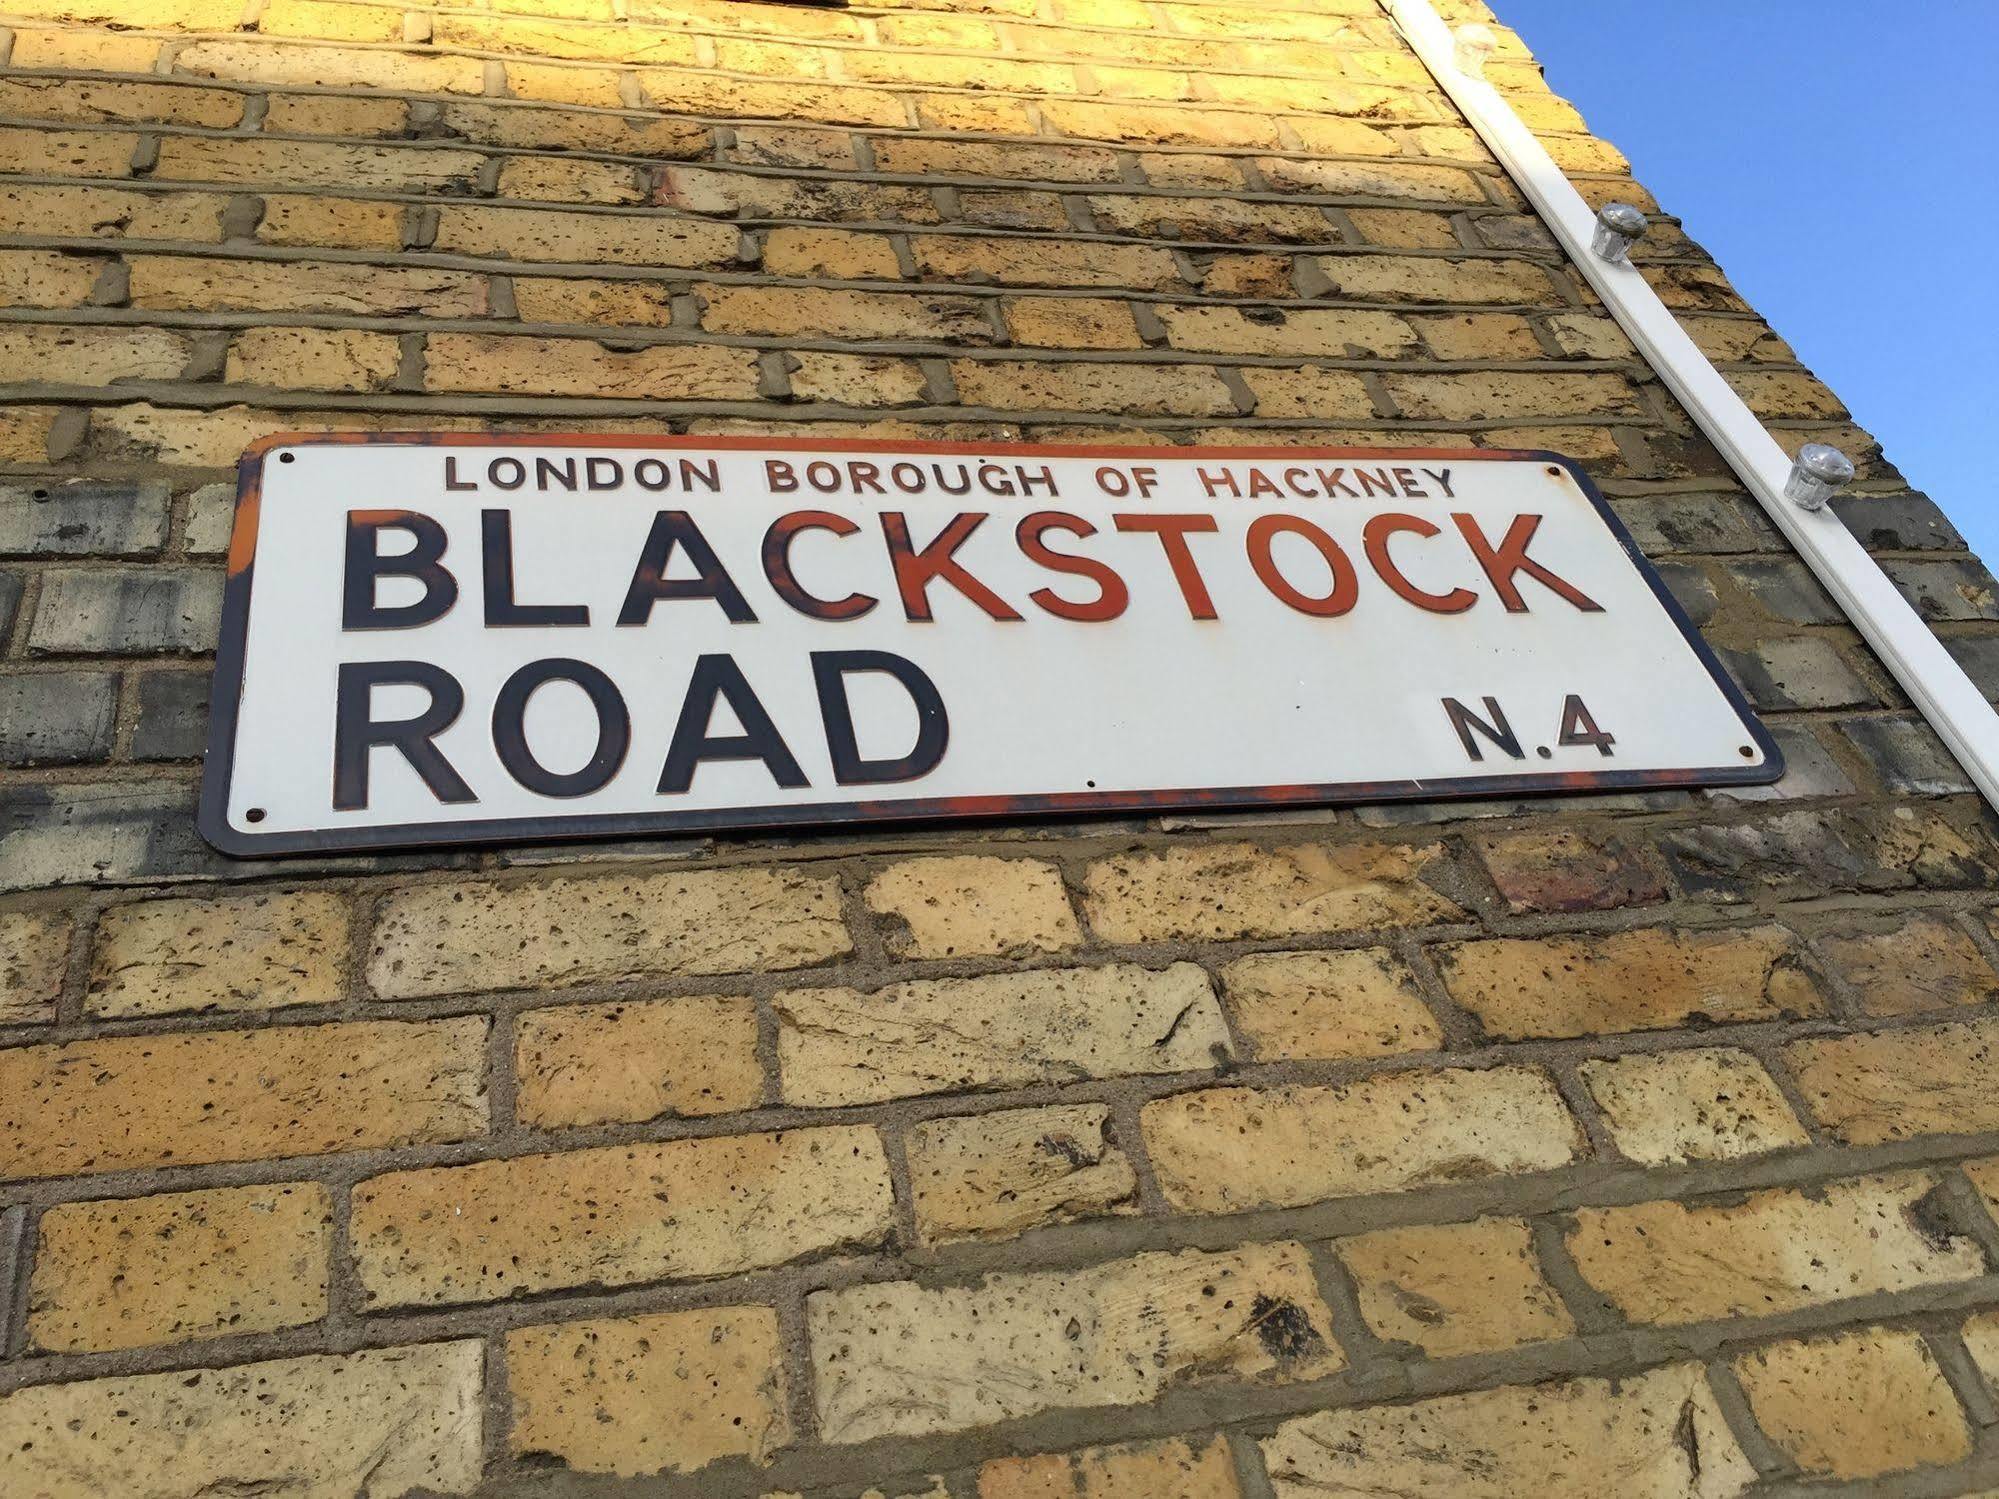 LONDON BOROUGH OF HACKNEY
BLACKSTOCK
ROAD
N.4